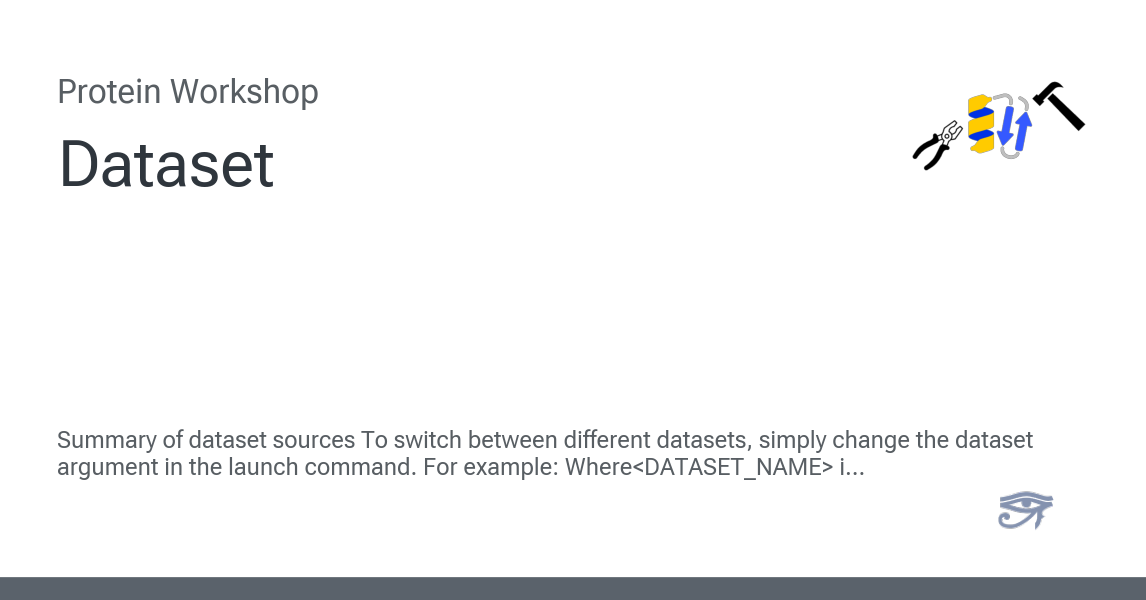 Protein Workshop
Dataset
Summary of dataset sources To switch between different datasets, simply change the dataset
argument in the launch command. For example: Where<DATASET_NAME> i...